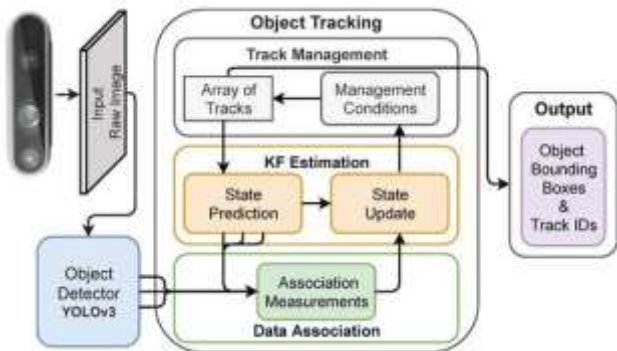 Object Tracking
Track Management
Input
Raw Image
Array of
Tracks
Management
Conditions
Output
Object
Bounding
Boxes
&
Track IDs
KF Estimation
State
Prediction
State
Update
Object
Detector
YOLOv3
Association
Measurements
Data Association